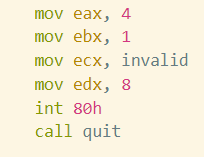 mov eax, 4
mov ebx, 1
mov ecx, invalid
mov edx, 8
int 80h
call quit